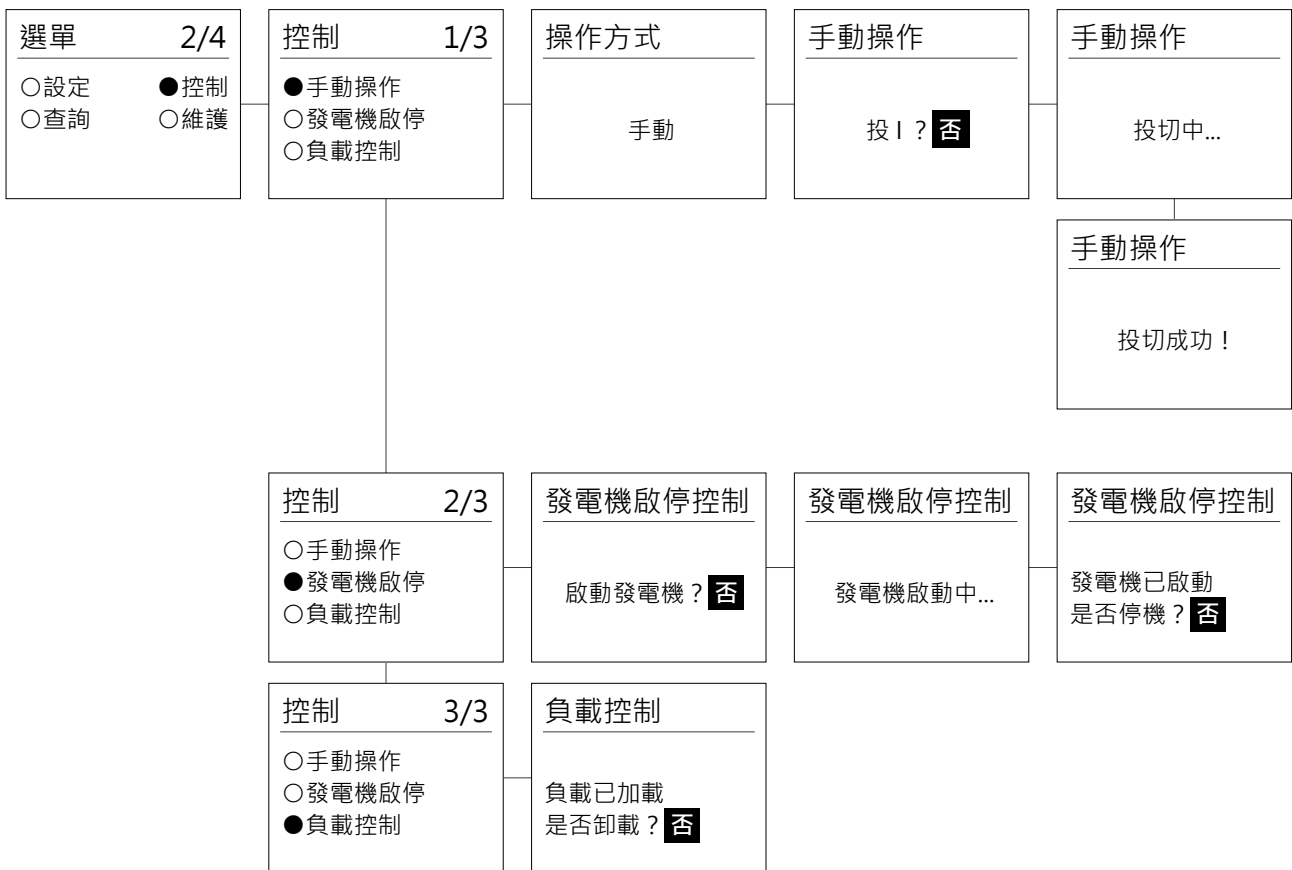 選單 2/4
○設定 ●控制
○查詢 ○維護
控制 1/3
●手動操作
○發電機啟停
○負載控制
操作方式
手動
手動操作
投 I ? 否
手動操作
投切中...
手動操作
投切成功!
控制 2/3
○手動操作
●發電機啟停
○負載控制
發電機啟停控制
啟動發電機?否
發電機啟停控制
發電機啟動中...
發電機啟停控制
發電機已啟動
是否停機?否
控制 3/3
○手動操作
○發電機啟停
●負載控制
負載控制
負載已加載
是否卸載?否